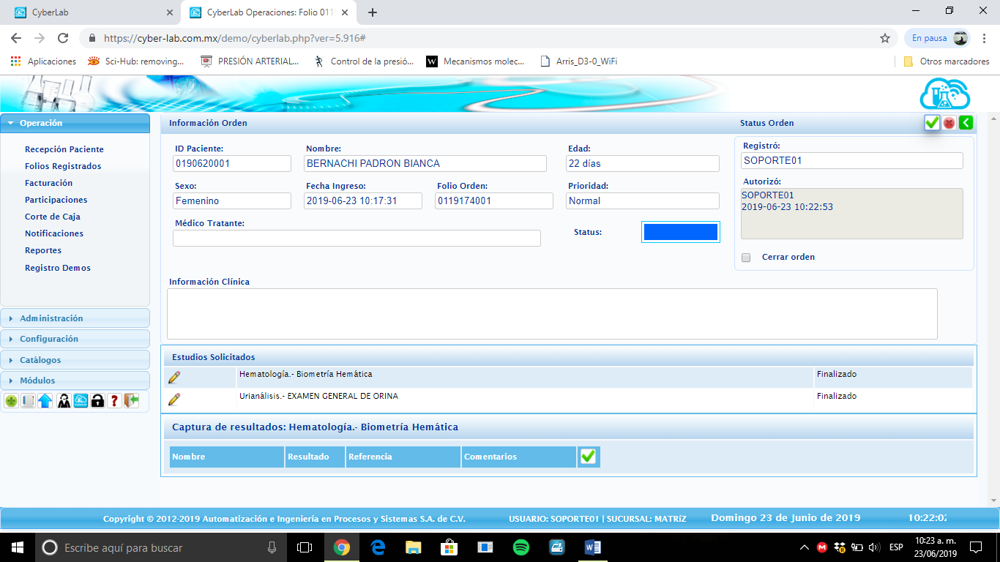 CyberLab
CyberLab Operaciones: Folio 011
https://cyber-lab.com.mx/demo/cyberlab.php?ver=5.916#
En pausa
Aplicaciones
Sci-Hub: removing...
PRESIÓN ARTERIAL...
Control de la presió...
W
Mecanismos molec...
Arris_D3-0_WiFi
Otros marcadores
Operación
Recepción Paciente
Folios Registrados
Facturación
Participaciones
Corte de Caja
Notificaciones
Reportes
Registro Demos
Administración
Configuración
Catálogos
Módulos
Información Orden
Status Orden
ID Paciente:
Nombre:
Edad:
0190620001
BERNACHI PADRON BIANCA
22 días
Sexo:
Fecha Ingreso:
Folio Orden:
Prioridad:
Femenino
2019-06-23 10:17:31
0119174001
Normal
Médico Tratante:
Status:
Registró:
SOPORTE01
Autorizó:
SOPORTE01
2019-06-23 10:22:53
Cerrar orden
Información Clínica
Estudios Solicitados
Hematología.- Biometría Hemática
Finalizado
Urianálisis.- EXAMEN GENERAL DE ORINA
Finalizado
Captura de resultados: Hematología.- Biometría Hemática
Nombre
Resultado
Referencia
Comentarios
Copyright © 2012-2019 Automatización e Ingeniería en Procesos y Sistemas S.A. de C.V.
USUARIO: SOPORTE01 | SUCURSAL: MATRíZ
Domingo 23 de Junio de 2019
10:22:02
Escribe aquí para buscar
ESP
10:23 a. m.
23/06/2019